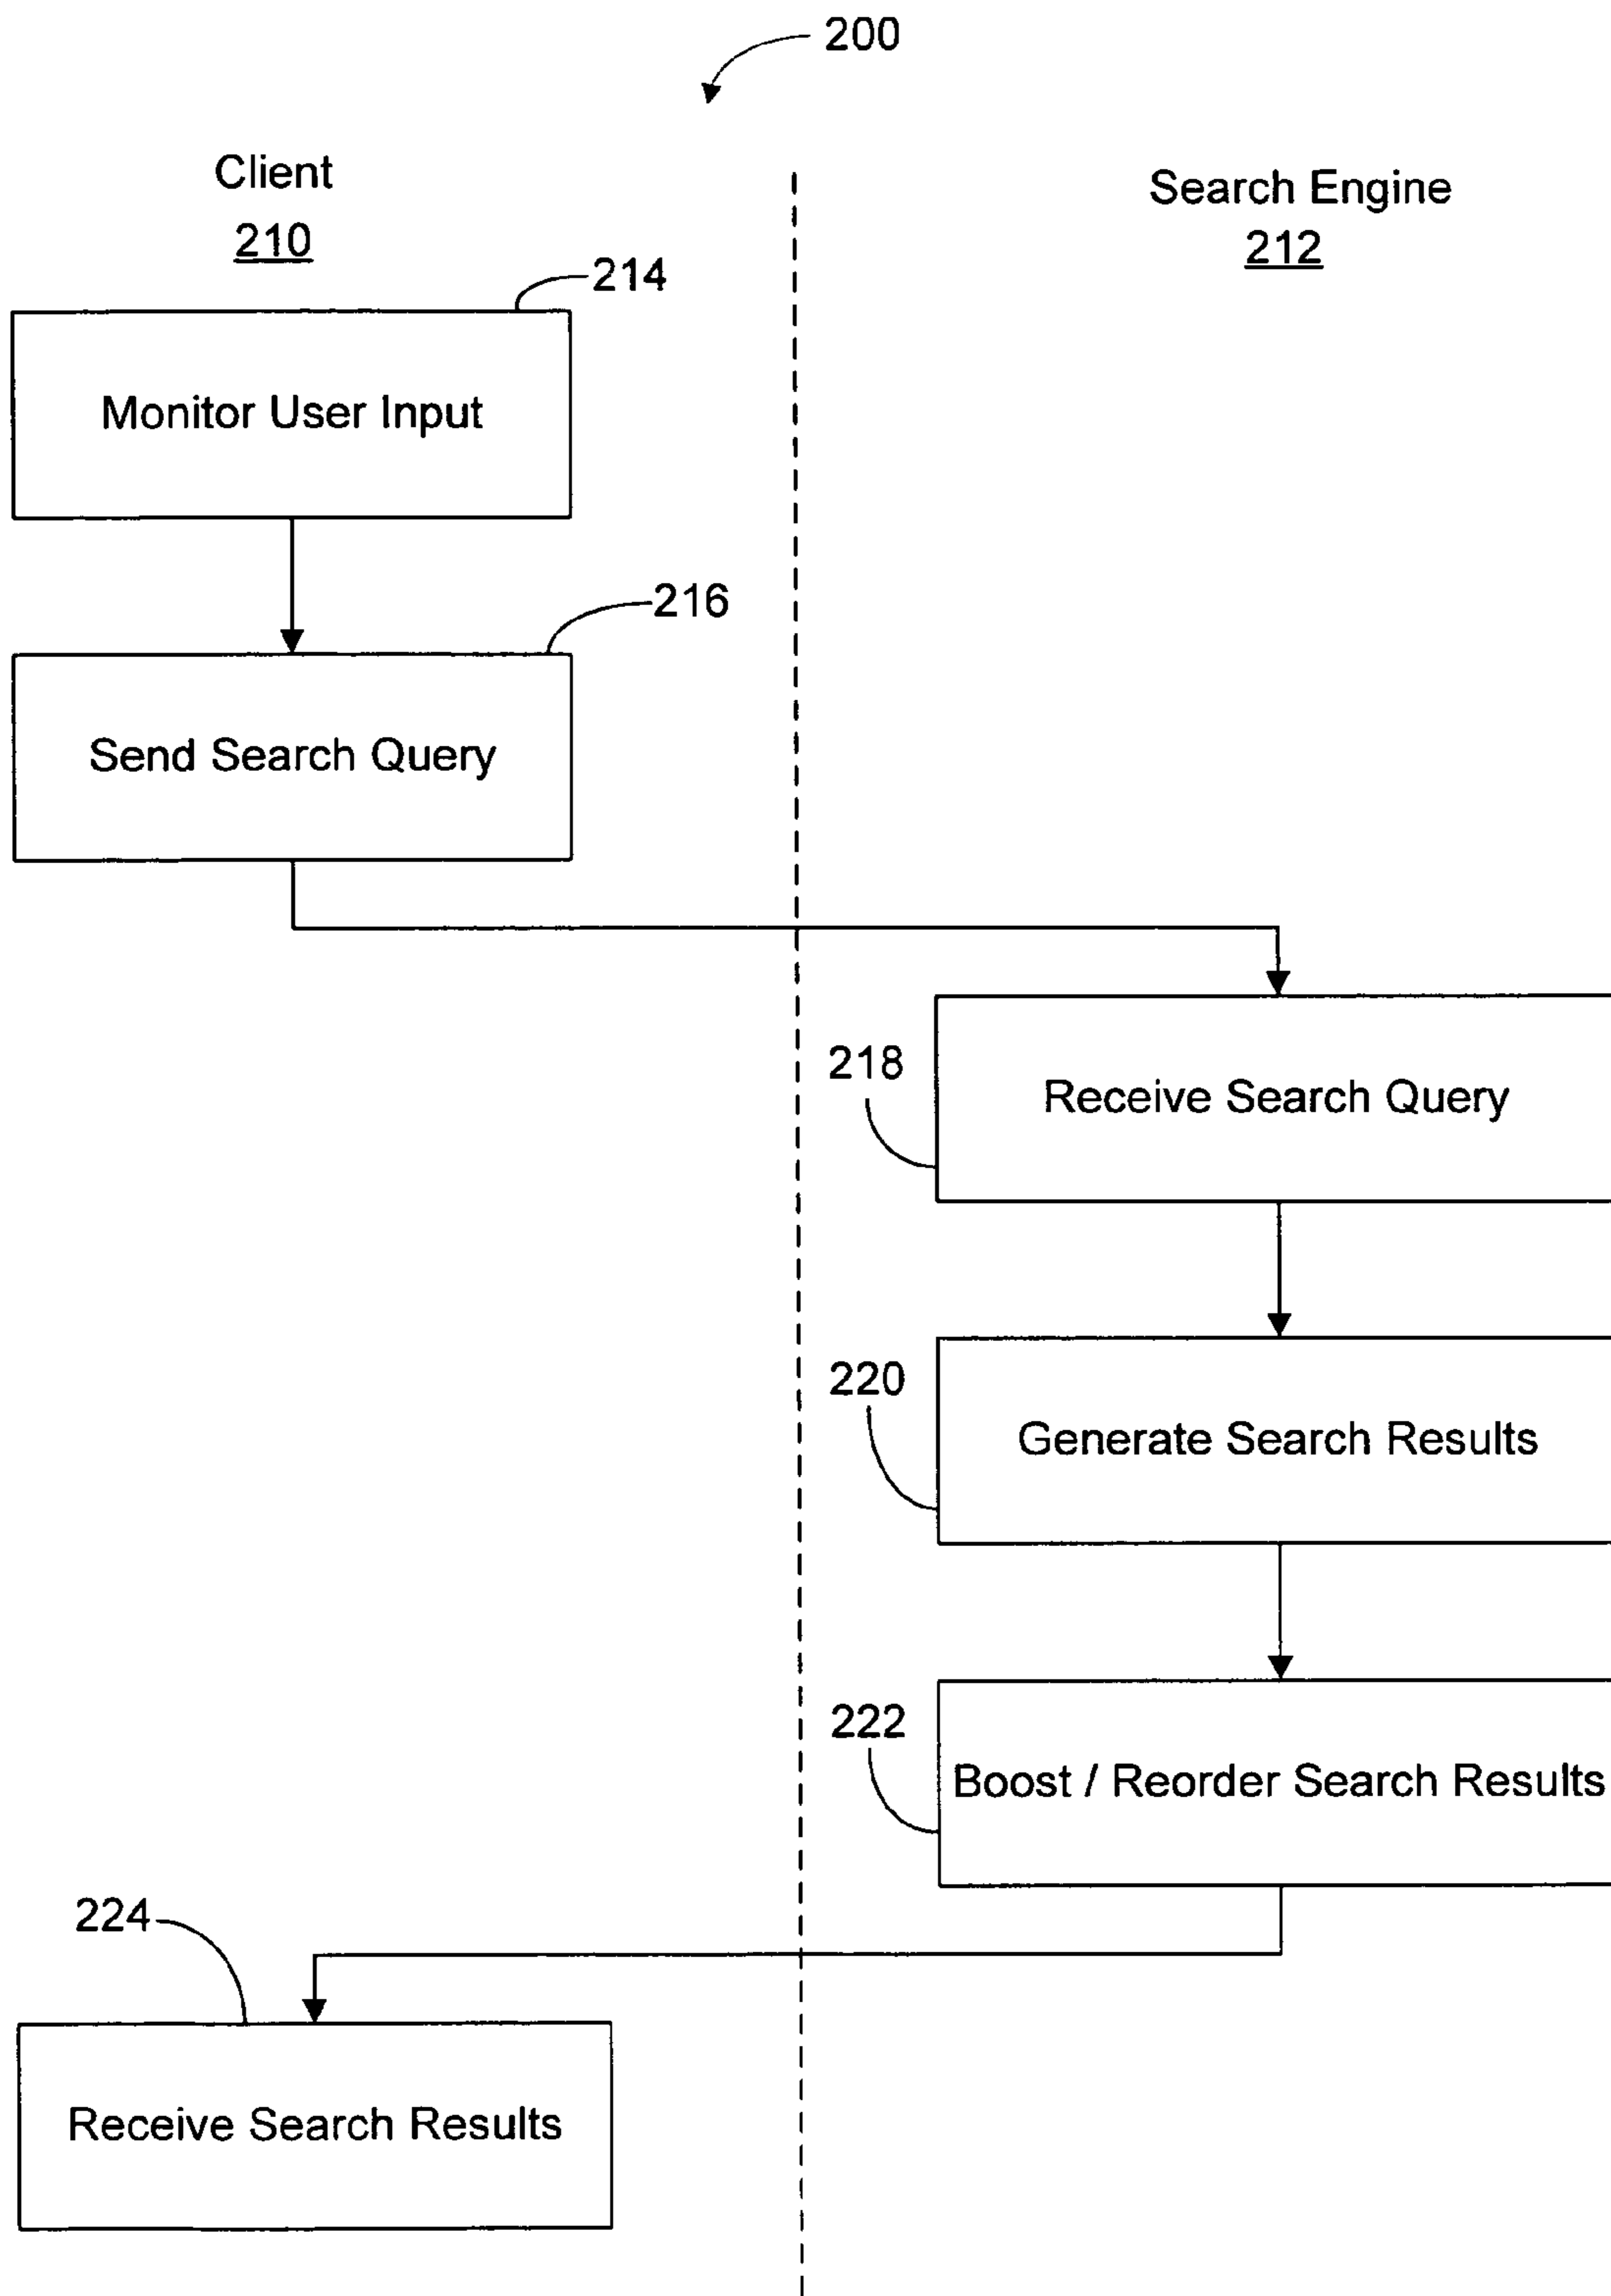 200
Client
210
Search Engine
212
214
Monitor User Input
216
Send Search Query
218
Receive Search Query
220
Generate Search Results
222
Boost / Reorder Search Results
224
Receive Search Results